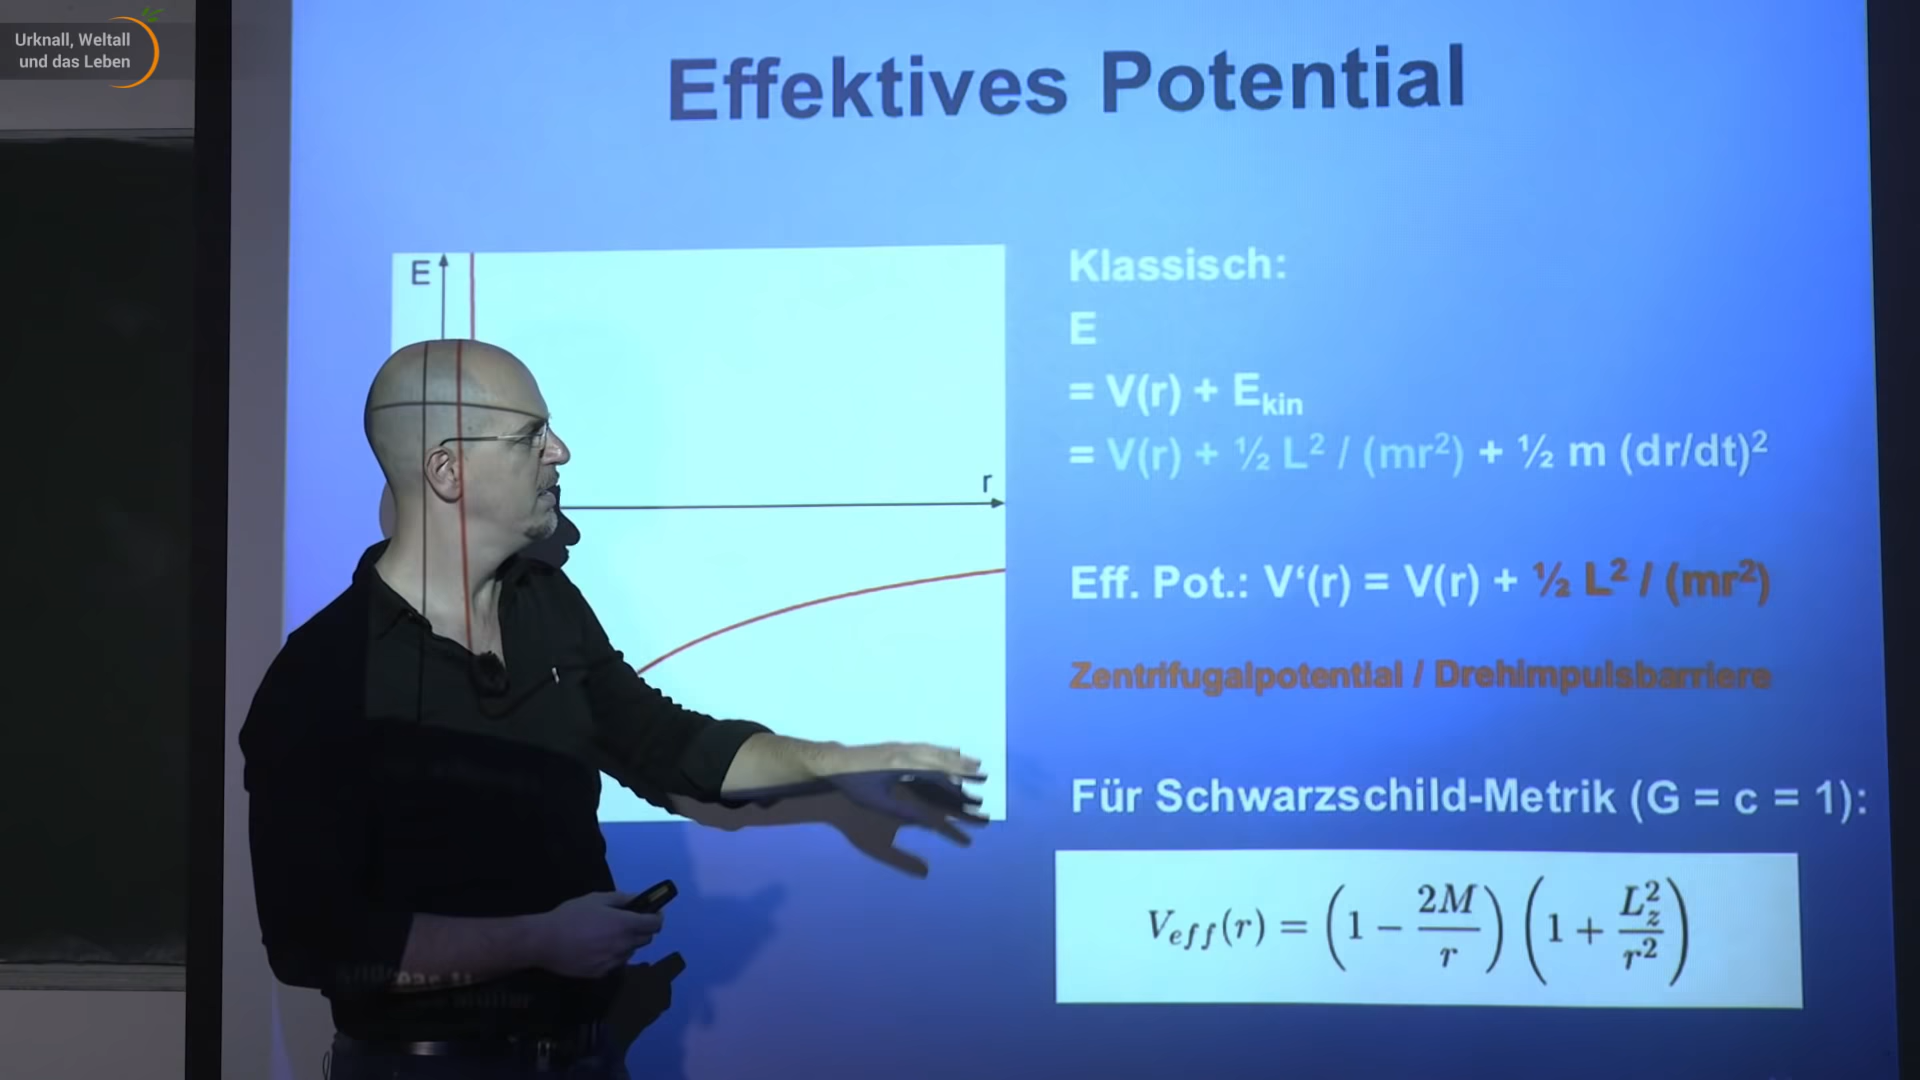 Urknall, Weltall
und das Leben
Effektives Potential
E
r
Klassisch:
E
= V(r) + Ekin
= V(r) + ½ L² / (mr²) + ½ m (dr/dt)²
Eff. Pot.: V‘(r) = V(r) + ½ L² / (mr²)
Zentrifugalpotential / Drehimpulsbarriere
Für Schwarzschild-Metrik (G = c = 1):
V_eff(r) = (1 − 2M/r) (1 + L_z²/r²)